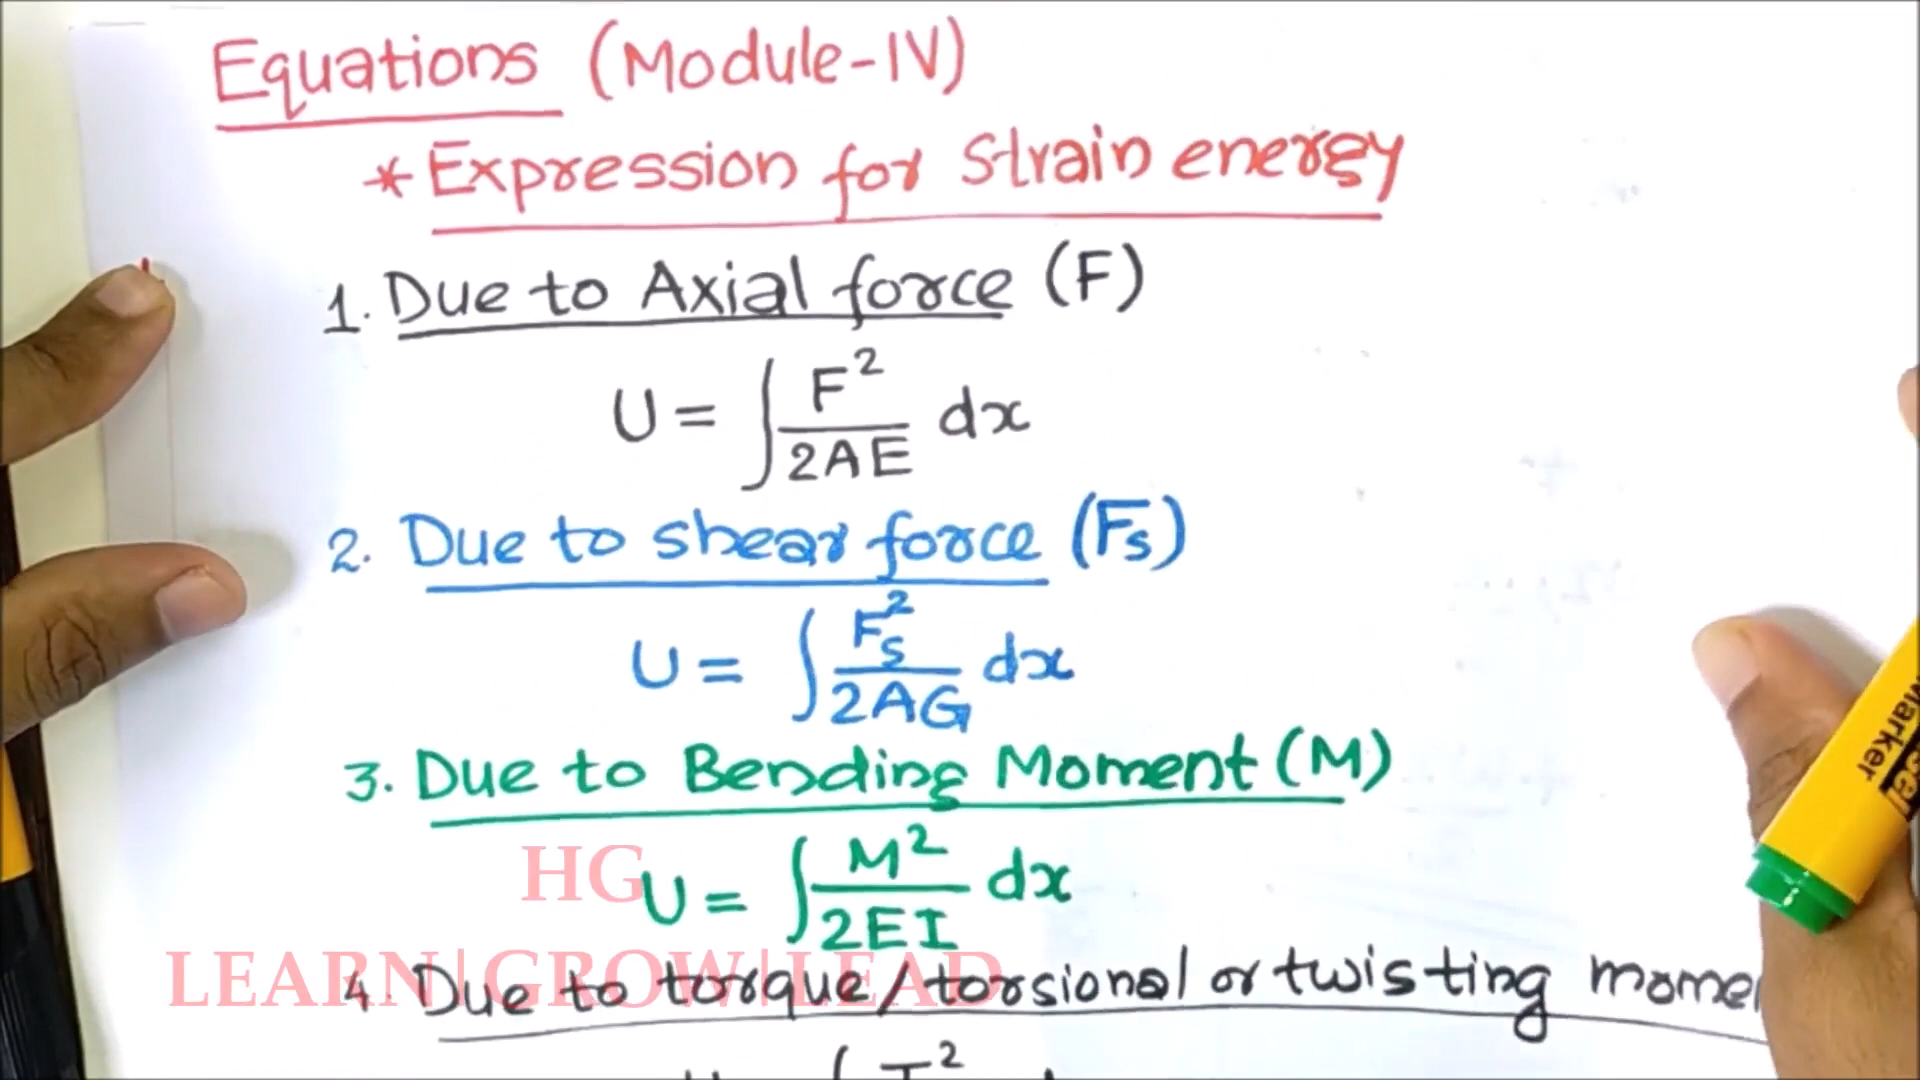 Equations (Module-IV)
* Expression for Strain energy
1. Due to Axial force (F)
U = ∫ F² / 2AE dx
2. Due to shear force (Fs)
U = ∫ Fs² / 2AG dx
3. Due to Bending Moment (M)
U = ∫ M² / 2EI dx
HG
LEARN|GROW|LEAD
4. Due to torque/torsional or twisting
Marker